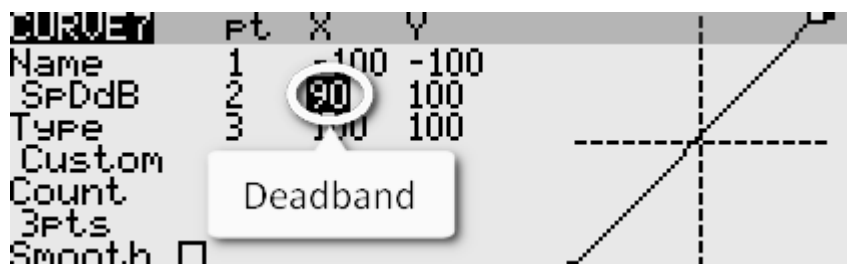 CURVE7 pt X Y
Name 1 -100 -100
SpDdB 2 90 100
Type 3 100 100
Custom
Deadband
Count
3pts
Smooth